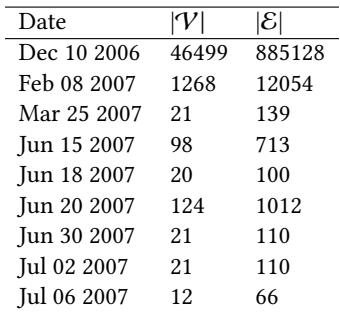 Date |𝒱| |ℰ|
Dec 10 2006 46499 885128
Feb 08 2007 1268 12054
Mar 25 2007 21 139
Jun 15 2007 98 713
Jun 18 2007 20 100
Jun 20 2007 124 1012
Jun 30 2007 21 110
Jul 02 2007 21 110
Jul 06 2007 12 66